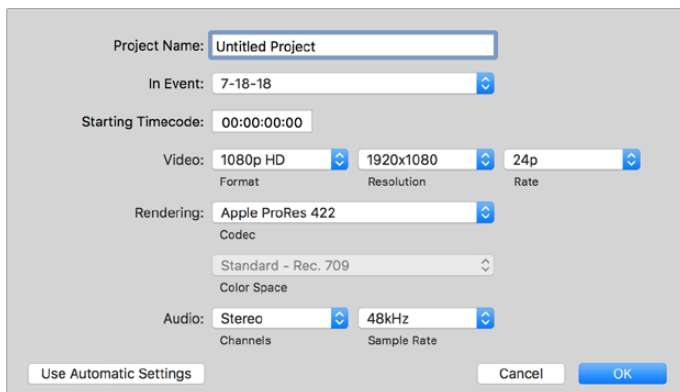 Project Name: Untitled Project
In Event: 7-18-18
Starting Timecode: 00:00:00:00
Video: 1080p HD 1920x1080 24p
Format Resolution Rate
Rendering: Apple ProRes 422
Codec
Standard - Rec. 709
Color Space
Audio: Stereo 48kHz
Channels Sample Rate
Use Automatic Settings Cancel OK